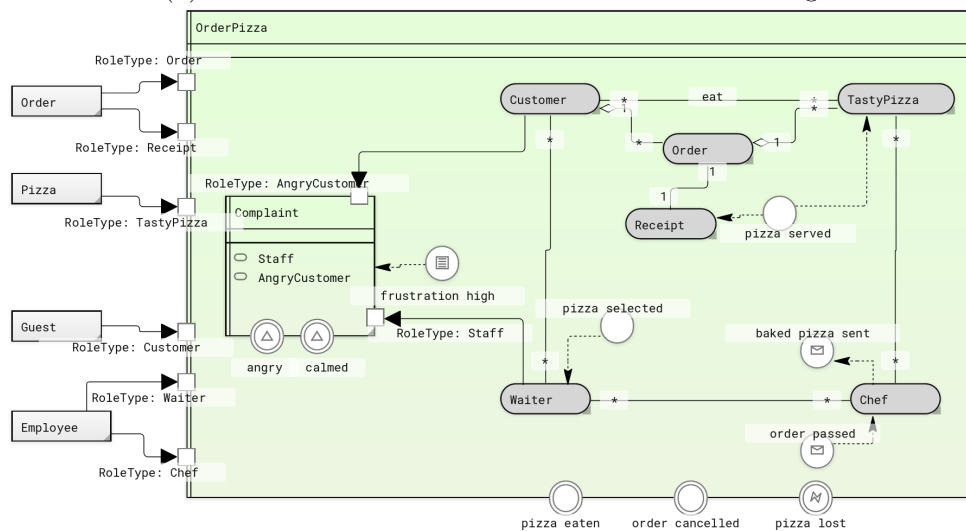 OrderPizza
RoleType: Order
Order
Customer
*
1
eat
*
*
TastyPizza
RoleType: Receipt
*
*
Order
1
*
1
Pizza
RoleType: AngryCustomer
1
RoleType: TastyPizza
Complaint
Receipt
pizza served
Staff
AngryCustomer
frustration high
pizza selected
Guest
RoleType: Customer
RoleType: Staff
baked pizza sent
angry
calmed
*
*
RoleType: Waiter
Waiter
*
*
Chef
Employee
order passed
RoleType: Chef
pizza eaten
order cancelled
pizza lost